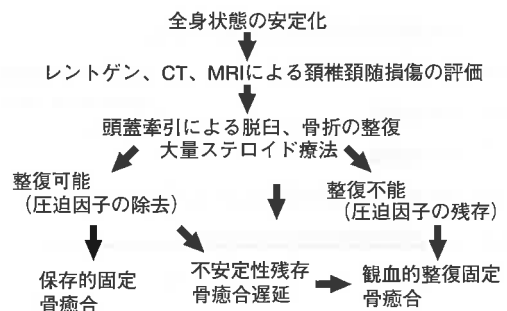 全身状態の安定化
レントゲン、CT、MRIによる頚椎頚随損傷の評価
頭蓋牽引による脱臼、骨折の整復
大量ステロイド療法
整復可能
（圧迫因子の除去）
整復不能
（圧迫因子の残存）
保存的固定
骨癒合
不安定性残存
骨癒合遅延
観血的整復固定
骨癒合